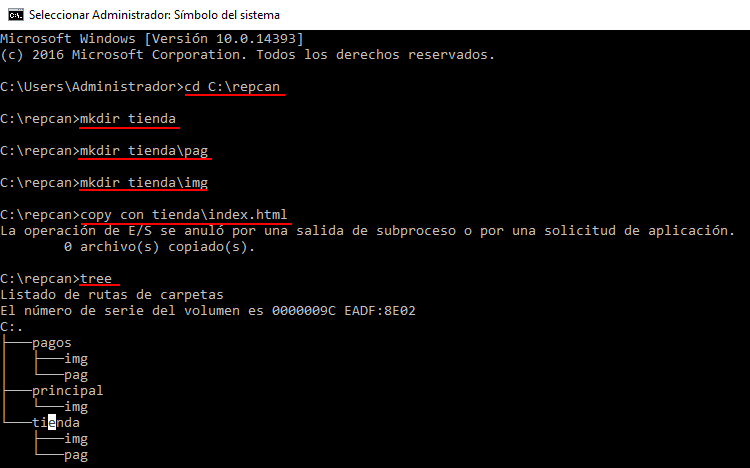 Seleccionar Administrador: Símbolo del sistema
Microsoft Windows [Versión 10.0.14393]
(c) 2016 Microsoft Corporation. Todos los derechos reservados.
C:\Users\Administrador>cd C:\repcan
C:\repcan>mkdir tienda
C:\repcan>mkdir tienda\pag
C:\repcan>mkdir tienda\img
C:\repcan>copy con tienda\index.html
La operación de E/S se anuló por una salida de subproceso o por una solicitud de aplicación.
        0 archivo(s) copiado(s).
C:\repcan>tree
Listado de rutas de carpetas
El número de serie del volumen es 0000009C EADF:8E02
C:.
├───pagos
│   ├───img
│   └───pag
├───principal
│   └───img
└───tienda
    ├───img
    └───pag